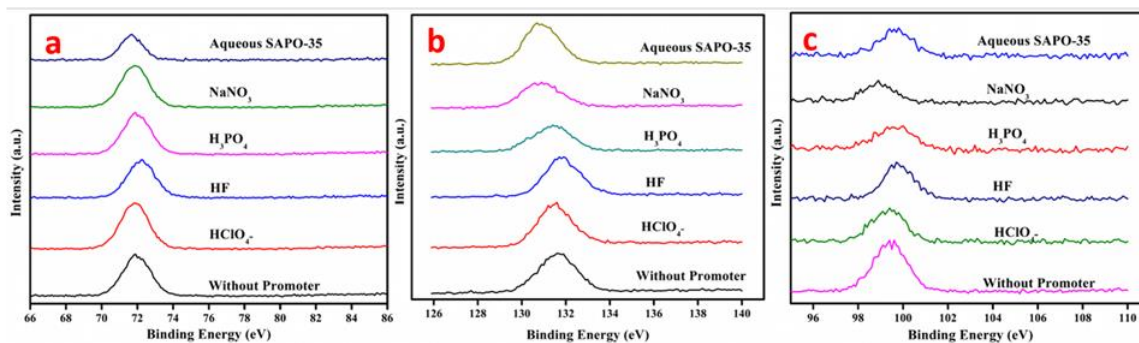 a
Aqueous SAPO-35
NaNO₃
H₃PO₄
HF
HClO₄-
Without Promoter
Intensity (a.u.)
66 68 70 72 74 76 78 80 82 84 86
Binding Energy (eV)
b
Aqueous SAPO-35
NaNO₃
H₃PO₄
HF
HClO₄-
Without Promoter
Intensity (a.u.)
126 128 130 132 134 136 138 140
Binding Energy (eV)
c
Aqueous SAPO-35
NaNO₃
H₃PO₄
HF
HClO₄-
Without Promoter
Intensity (a.u.)
96 98 100 102 104 106 108 110
Binding Energy (eV)